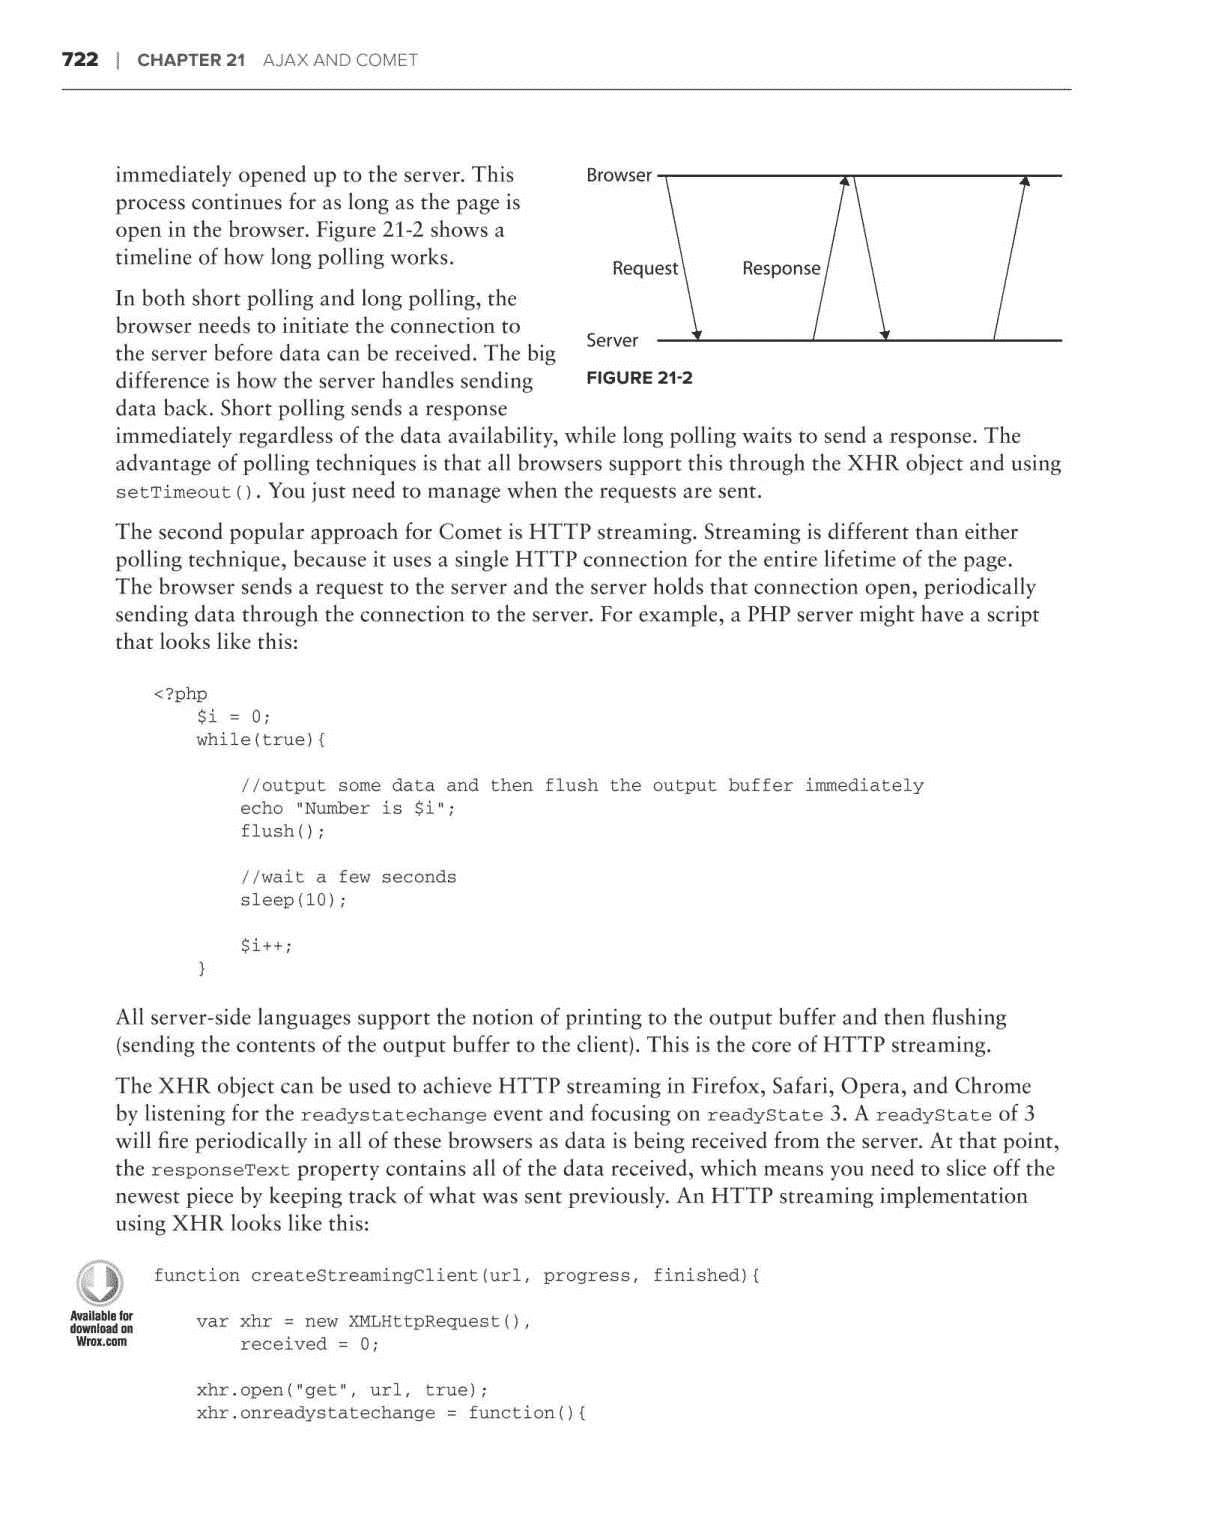 722 | CHAPTER 21 AJAX AND COMET
immediately opened up to the server. This
process continues for as long as the page is
open in the browser. Figure 21-2 shows a
timeline of how long polling works.
In both short polling and long polling, the
browser needs to initiate the connection to
the server before data can be received. The big
difference is how the server handles sending
data back. Short polling sends a response
Browser
Request
Response
Server
FIGURE 21-2
immediately regardless of the data availability, while long polling waits to send a response. The
advantage of polling techniques is that all browsers support this through the XHR object and using
setTimeout(). You just need to manage when the requests are sent.
The second popular approach for Comet is HTTP streaming. Streaming is different than either
polling technique, because it uses a single HTTP connection for the entire lifetime of the page.
The browser sends a request to the server and the server holds that connection open, periodically
sending data through the connection to the server. For example, a PHP server might have a script
that looks like this:
<?php
$i = 0;
while(true){
//output some data and then flush the output buffer immediately
echo "Number is $i";
flush();
//wait a few seconds
sleep(10);
$i++;
}
All server-side languages support the notion of printing to the output buffer and then flushing
(sending the contents of the output buffer to the client). This is the core of HTTP streaming.
The XHR object can be used to achieve HTTP streaming in Firefox, Safari, Opera, and Chrome
by listening for the readystatechange event and focusing on readyState 3. A readyState of 3
will fire periodically in all of these browsers as data is being received from the server. At that point,
the responseText property contains all of the data received, which means you need to slice off the
newest piece by keeping track of what was sent previously. An HTTP streaming implementation
using XHR looks like this:
Available for
download on
Wrox.com
function createStreamingClient(url, progress, finished){
var xhr = new XMLHttpRequest(),
received = 0;
xhr.open("get", url, true);
xhr.onreadystatechange = function(){